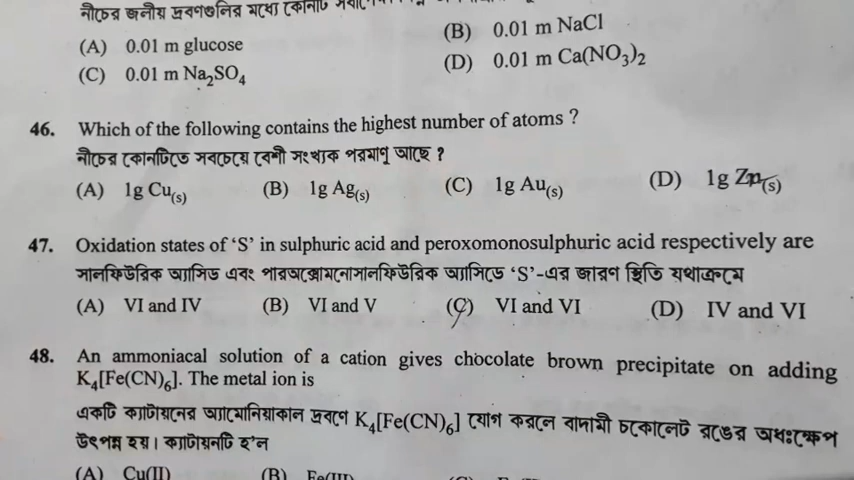 নীচের জলীয় দ্রবণগুলির মধ্যে কোনটি
(A) 0.01 m glucose (B) 0.01 m NaCl
(C) 0.01 m Na₂SO₄ (D) 0.01 m Ca(NO₃)₂
46. Which of the following contains the highest number of atoms ?
নীচের কোনটিতে সবচেয়ে বেশী সংখ্যক পরমাণু আছে ?
(A) 1g Cu(s) (B) 1g Ag(s) (C) 1g Au(s) (D) 1g Zn(s)
47. Oxidation states of ‘S’ in sulphuric acid and peroxomonosulphuric acid respectively are
সালফিউরিক অ্যাসিড এবং পারঅক্সোমনোসালফিউরিক অ্যাসিডে ‘S’-এর জারণ স্থিতি যথাক্রমে
(A) VI and IV (B) VI and V (C) VI and VI (D) IV and VI
48. An ammoniacal solution of a cation gives chocolate brown precipitate on adding
K₄[Fe(CN)₆]. The metal ion is
একটি ক্যাটায়নের অ্যামোনিয়াকাল দ্রবণে K₄[Fe(CN)₆] যোগ করলে বাদামী চকোলেট রঙের অধঃক্ষেপ
উৎপন্ন হয়। ক্যাটায়নটি হ’ল
(A) Cu(II) (B) Fe(III)